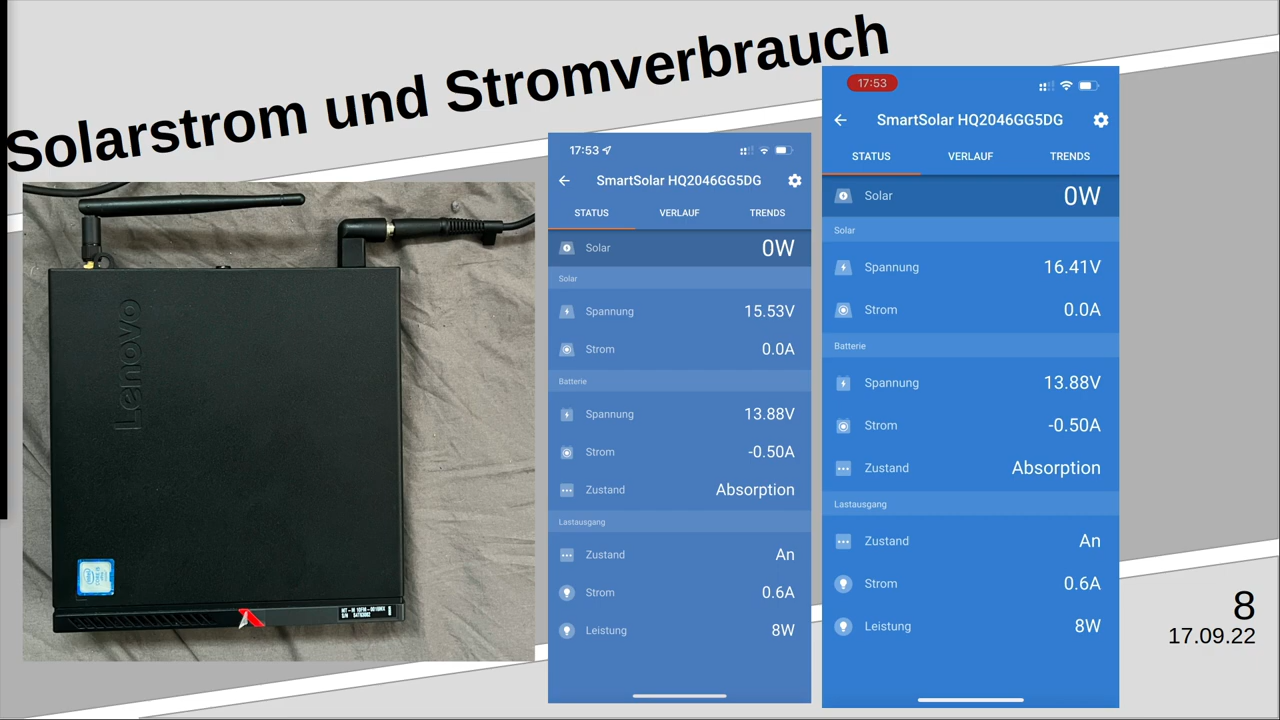 Solarstrom und Stromverbrauch
Lenovo
17:53
SmartSolar HQ2046GG5DG
STATUS VERLAUF TRENDS
Solar 0W
Solar
Spannung 15.53V
Strom 0.0A
Batterie
Spannung 13.88V
Strom -0.50A
Zustand Absorption
Lastausgang
Zustand An
Strom 0.6A
Leistung 8W
17:53
SmartSolar HQ2046GG5DG
STATUS VERLAUF TRENDS
Solar 0W
Solar
Spannung 16.41V
Strom 0.0A
Batterie
Spannung 13.88V
Strom -0.50A
Zustand Absorption
Lastausgang
Zustand An
Strom 0.6A
Leistung 8W
8
17.09.22